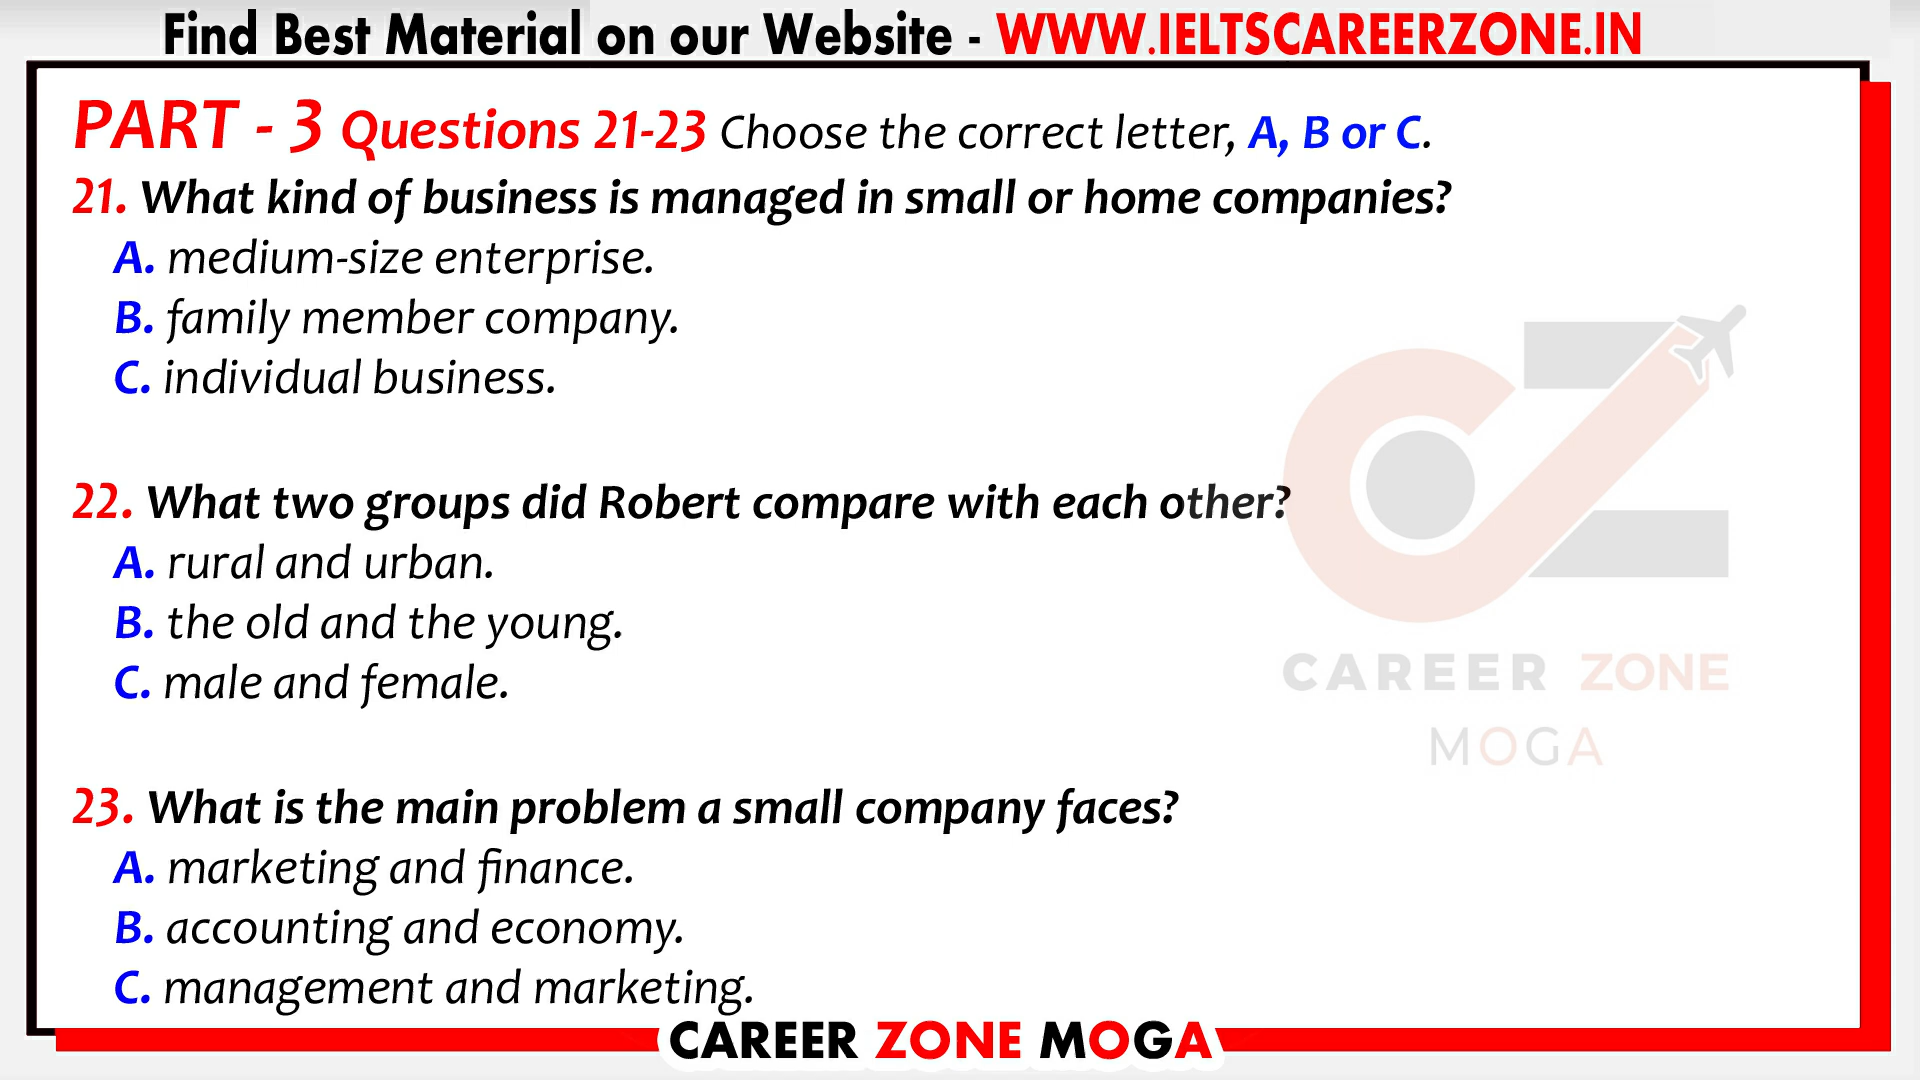 Find Best Material on our Website - WWW.IELTSCAREERZONE.IN
PART - 3 Questions 21-23 Choose the correct letter, A, B or C.
21. What kind of business is managed in small or home companies?
A. medium-size enterprise.
B. family member company.
C. individual business.
22. What two groups did Robert compare with each other?
A. rural and urban.
B. the old and the young.
C. male and female.
CAREER ZONE
MOGA
23. What is the main problem a small company faces?
A. marketing and finance.
B. accounting and economy.
C. management and marketing.
CAREER ZONE MOGA